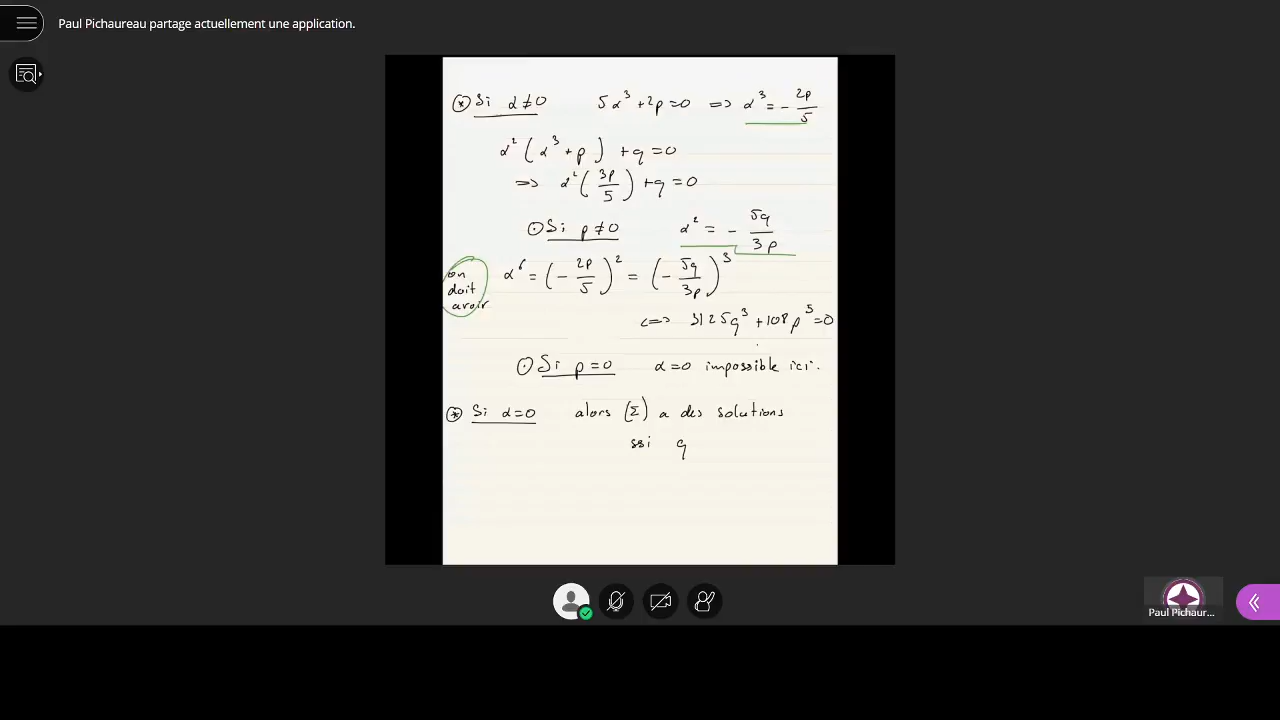 Paul Pichaureau partage actuellement une application.
⊛ Si α≠0 5α³+2p=0 ⟹ α³=-2p/5
α²(α³+p)+q=0
⟹ α²(3p/5)+q=0
⊙ Si p≠0 α² = - 5q/3p
on doit avoir α⁶=(-2p/5)²=(-5q/3p)³
⟺ 3125q³+108p⁵=0
⊙ Si p=0 α=0 impossible ici.
⊛ Si α=0 alors (Σ) a des solutions
ssi q
Paul Pichaur...